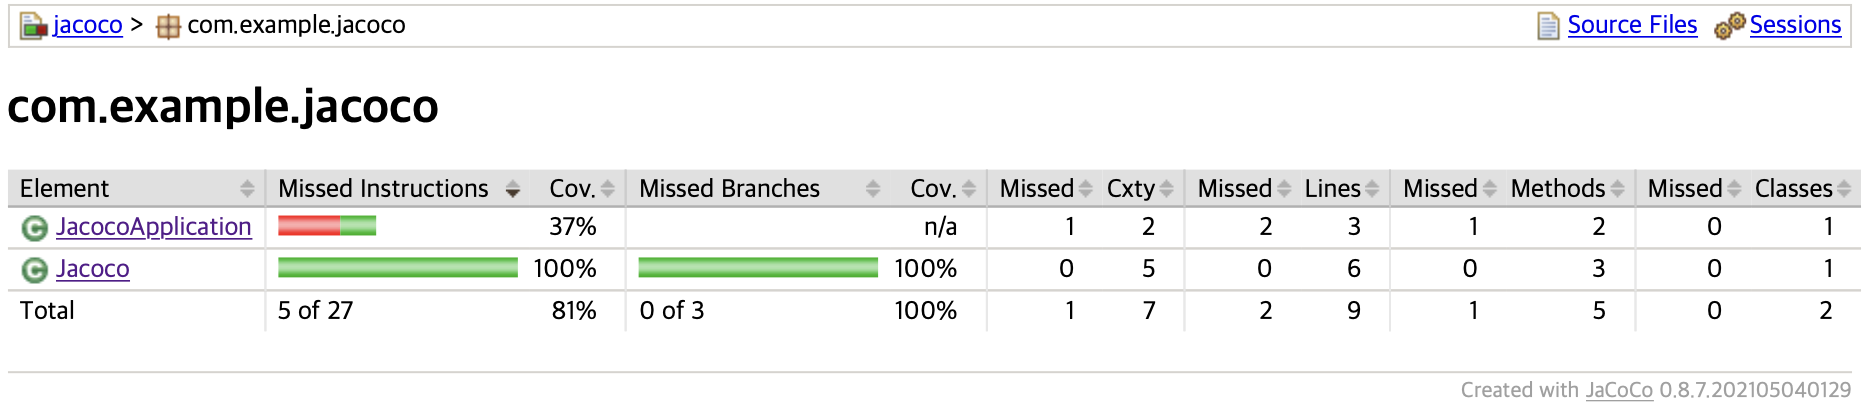 jacoco > com.example.jacoco Source Files Sessions
com.example.jacoco
Element Missed Instructions Cov. Missed Branches Cov. Missed Cxty Missed Lines Missed Methods Missed Classes
JacocoApplication 37% n/a 1 2 2 3 1 2 0 1
Jacoco 100% 100% 0 5 0 6 0 3 0 1
Total 5 of 27 81% 0 of 3 100% 1 7 2 9 1 5 0 2
Created with JaCoCo 0.8.7.202105040129